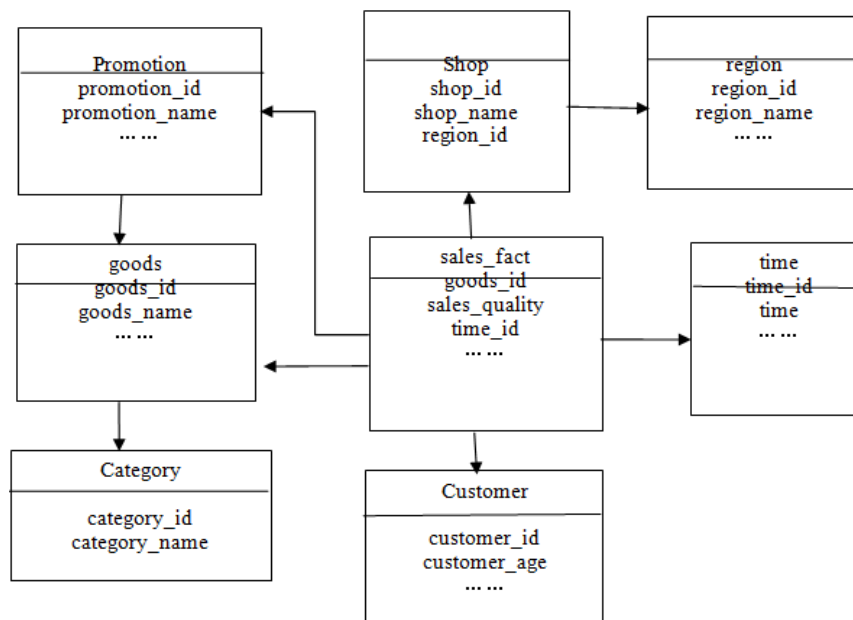 Promotion
promotion_id
promotion_name
... ...
Shop
shop_id
shop_name
region_id
region
region_id
region_name
... ...
goods
goods_id
goods_name
... ...
sales_fact
goods_id
sales_quality
time_id
... ...
time
time_id
time
... ...
Category
category_id
category_name
Customer
customer_id
customer_age
... ...